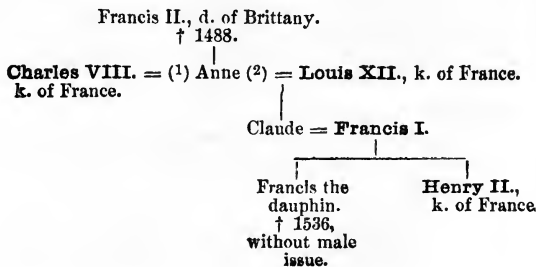 Francis II., d. of Brittany.
† 1488.
Charles VIII. = (1) Anne (2) = Louis XII., k. of France.
k. of France.
Claude = Francis I.
Francis the Henry II.,
dauphin. k. of France
† 1536,
without male
issue.